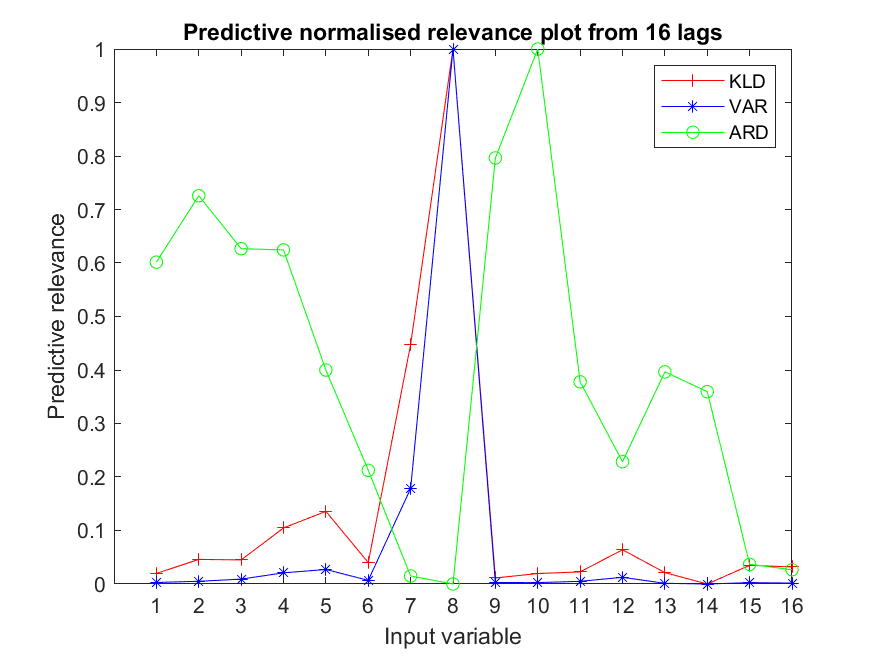 Predictive normalised relevance plot from 16 lags
1
0.9
0.8
0.7
0.6
0.5
0.4
0.3
0.2
0.1
0
Predictive relevance
KLD
VAR
ARD
1 2 3 4 5 6 7 8 9 10 11 12 13 14 15 16
Input variable